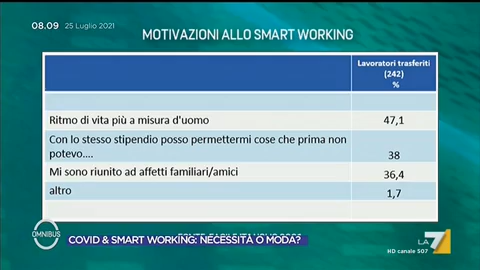 08.09
25 Luglio 2021
MOTIVAZIONI ALLO SMART WORKING
Lavoratori trasferiti
(242)
%
Ritmo di vita più a misura d'uomo 47,1
Con lo stesso stipendio posso permettermi cose che prima non
potevo.... 38
Mi sono riunito ad affetti familiari/amici 36,4
altro 1,7
OMNIBUS
COVID & SMART WORKING: NECESSITÀ O MODA?
LA 7
HD canale 507